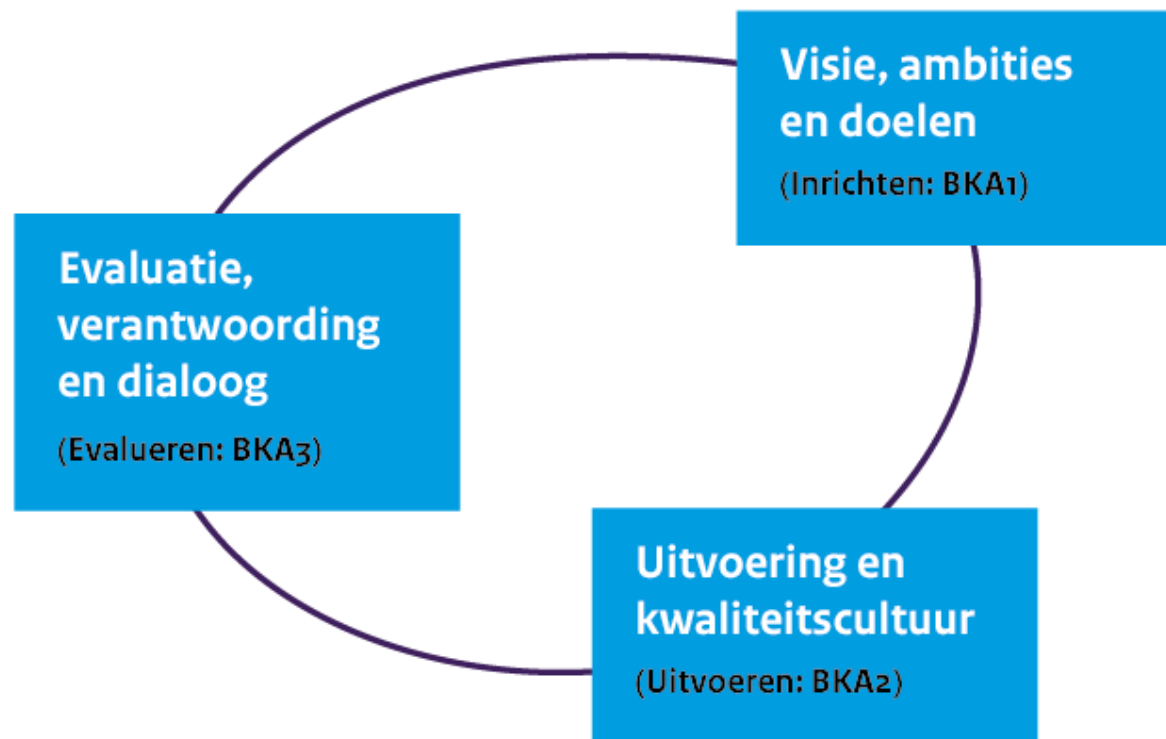 Visie, ambities
en doelen
(Inrichten: BKA1)
Evaluatie,
verantwoording
en dialoog
(Evalueren: BKA3)
Uitvoering en
kwaliteitscultuur
(Uitvoeren: BKA2)